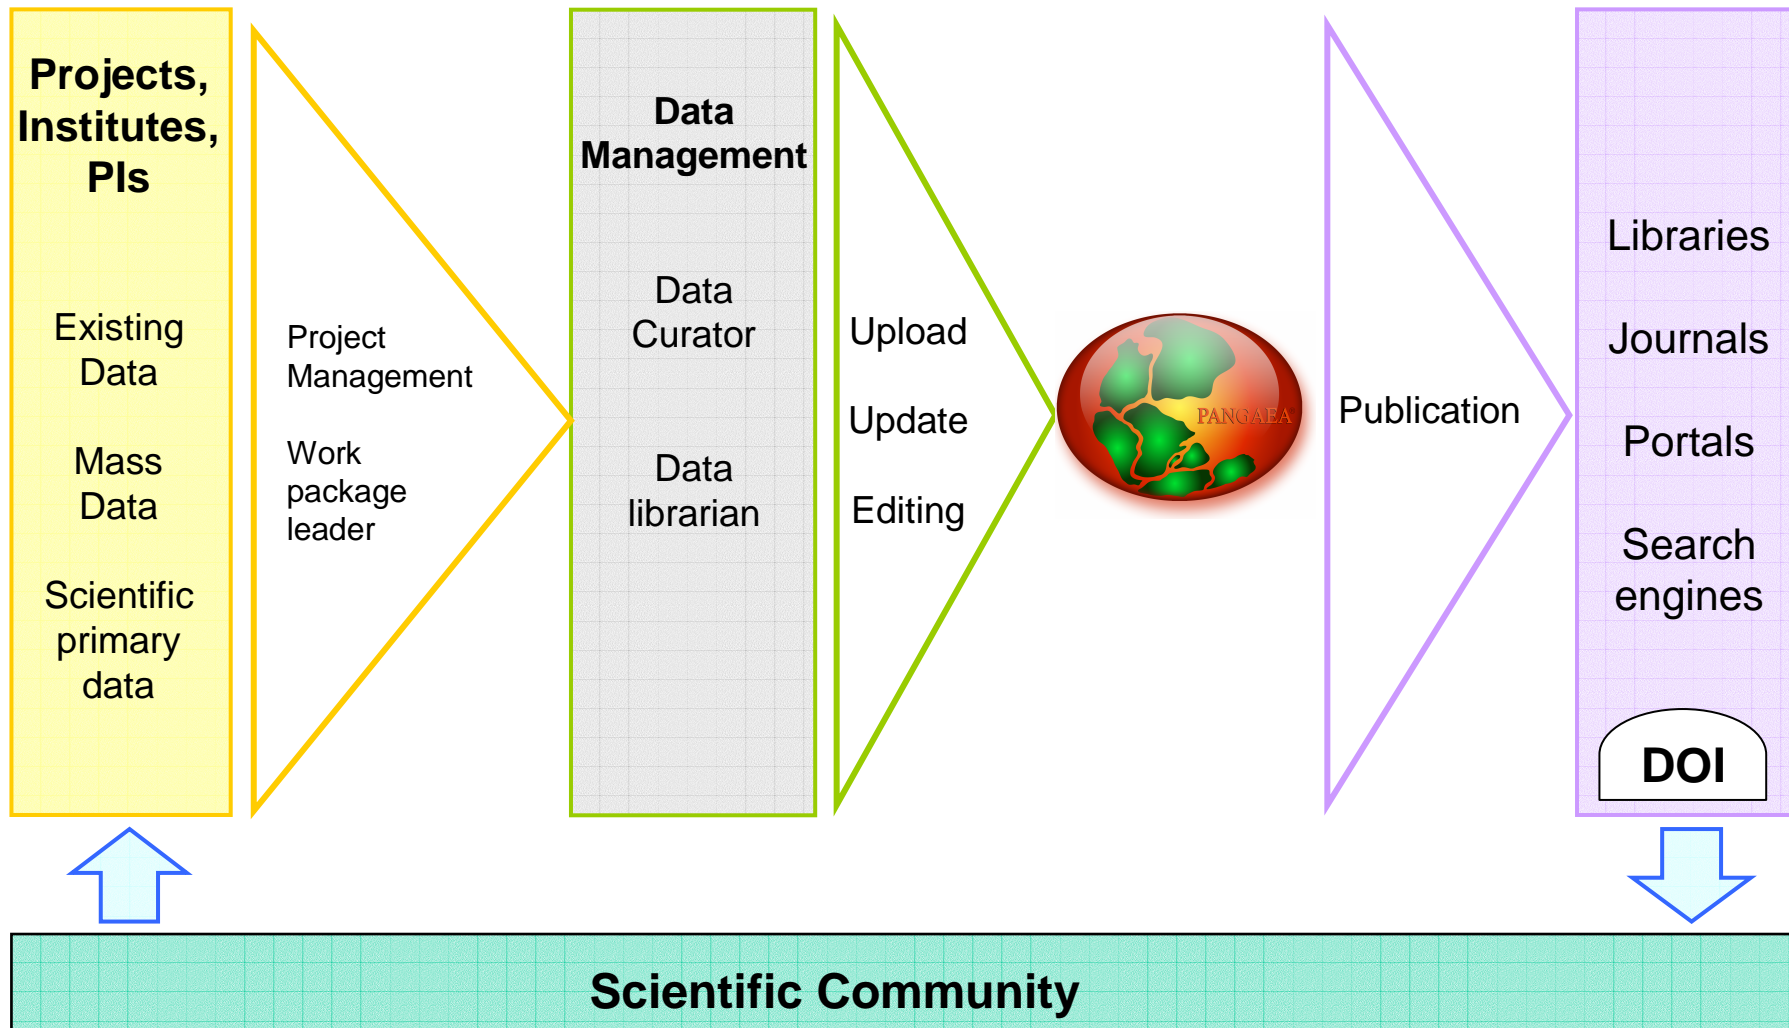 Projects,
Institutes,
PIs
Existing
Data
Mass
Data
Scientific
primary
data
Project
Management
Work
package
leader
Data
Management
Data
Curator
Data
librarian
Upload
Update
Editing
PANGAEA
Publication
Libraries
Journals
Portals
Search
engines
DOI
Scientific Community